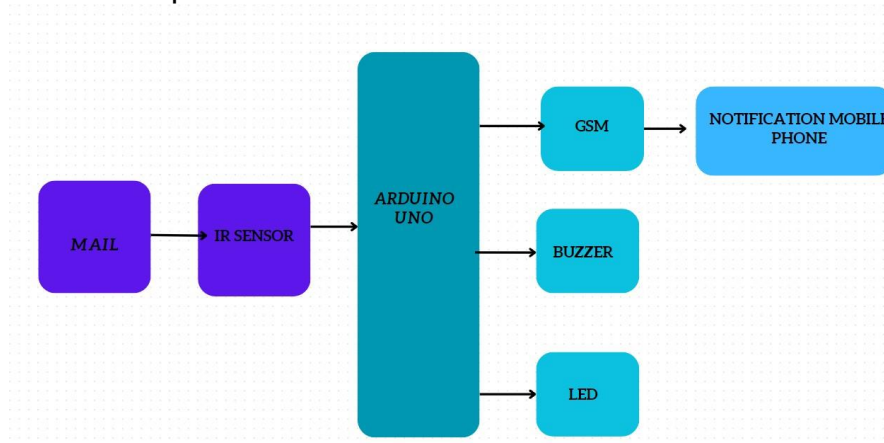 MAIL
IR SENSOR
ARDUINO
UNO
GSM
NOTIFICATION MOBILE
PHONE
BUZZER
LED